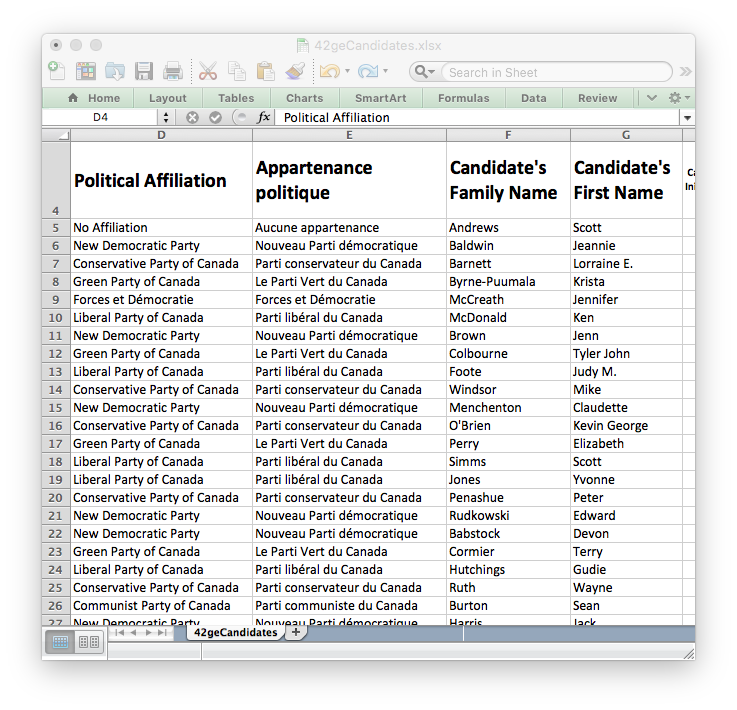 42geCandidates.xlsx
Search in Sheet
Home Layout Tables Charts SmartArt Formulas Data Review
D4 fx Political Affiliation
D E F G
4 Political Affiliation Appartenance politique Candidate's Family Name Candidate's First Name
5 No Affiliation Aucune appartenance Andrews Scott
6 New Democratic Party Nouveau Parti démocratique Baldwin Jeannie
7 Conservative Party of Canada Parti conservateur du Canada Barnett Lorraine E.
8 Green Party of Canada Le Parti Vert du Canada Byrne-Puumala Krista
9 Forces et Démocratie Forces et Démocratie McCreath Jennifer
10 Liberal Party of Canada Parti libéral du Canada McDonald Ken
11 New Democratic Party Nouveau Parti démocratique Brown Jenn
12 Green Party of Canada Le Parti Vert du Canada Colbourne Tyler John
13 Liberal Party of Canada Parti libéral du Canada Foote Judy M.
14 Conservative Party of Canada Parti conservateur du Canada Windsor Mike
15 New Democratic Party Nouveau Parti démocratique Menchenton Claudette
16 Conservative Party of Canada Parti conservateur du Canada O'Brien Kevin George
17 Green Party of Canada Le Parti Vert du Canada Perry Elizabeth
18 Liberal Party of Canada Parti libéral du Canada Simms Scott
19 Liberal Party of Canada Parti libéral du Canada Jones Yvonne
20 Conservative Party of Canada Parti conservateur du Canada Penashue Peter
21 New Democratic Party Nouveau Parti démocratique Rudkowski Edward
22 New Democratic Party Nouveau Parti démocratique Babstock Devon
23 Green Party of Canada Le Parti Vert du Canada Cormier Terry
24 Liberal Party of Canada Parti libéral du Canada Hutchings Gudie
25 Conservative Party of Canada Parti conservateur du Canada Ruth Wayne
26 Communist Party of Canada Parti communiste du Canada Burton Sean
27 New Democratic Party Nouveau Parti démocratique Harris Jack
42geCandidates +